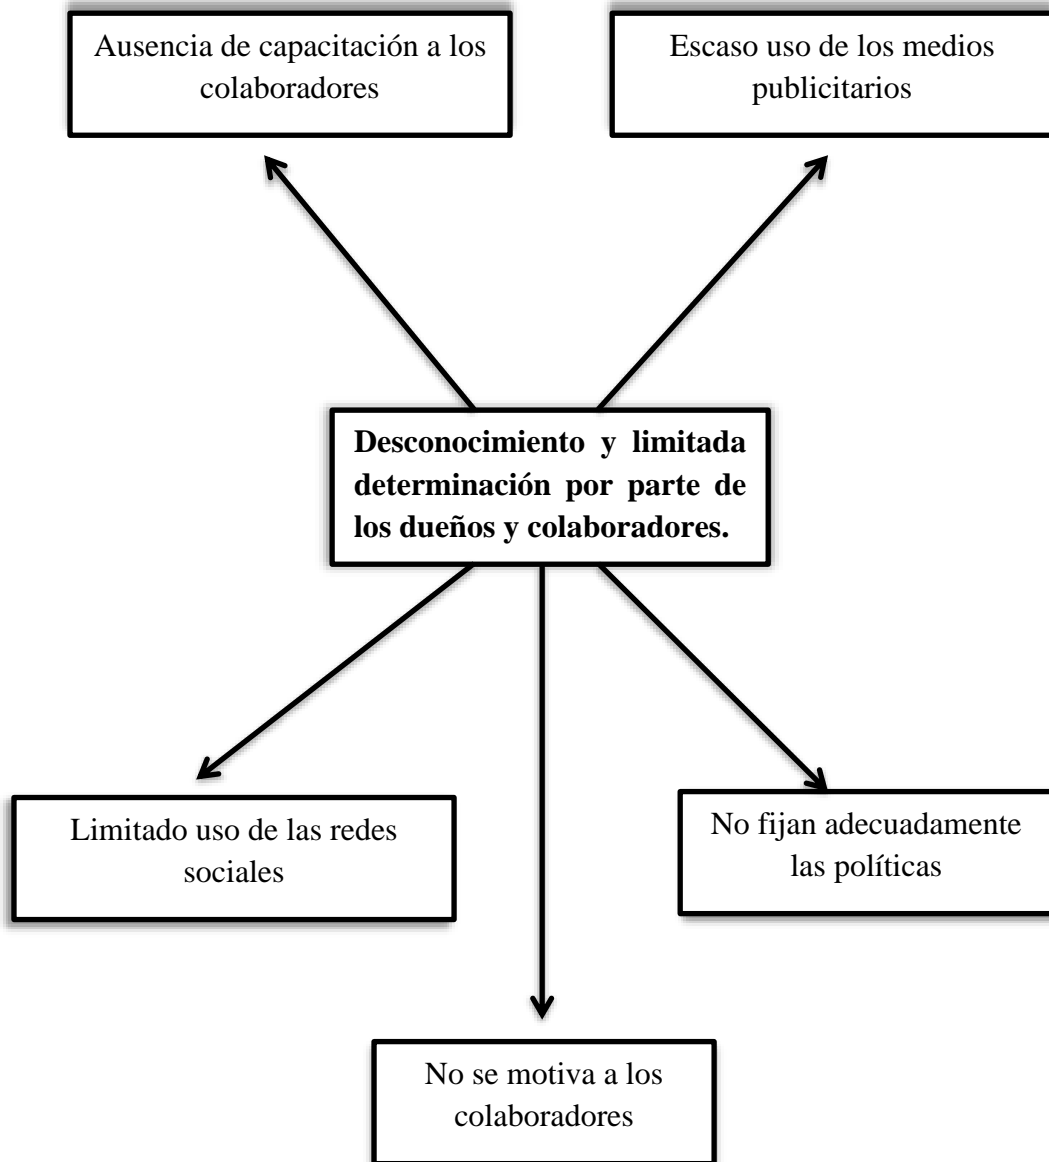 Ausencia de capacitación a los
colaboradores
Escaso uso de los medios
publicitarios
Desconocimiento y limitada
determinación por parte de
los dueños y colaboradores.
Limitado uso de las redes
sociales
No fijan adecuadamente
las políticas
No se motiva a los
colaboradores